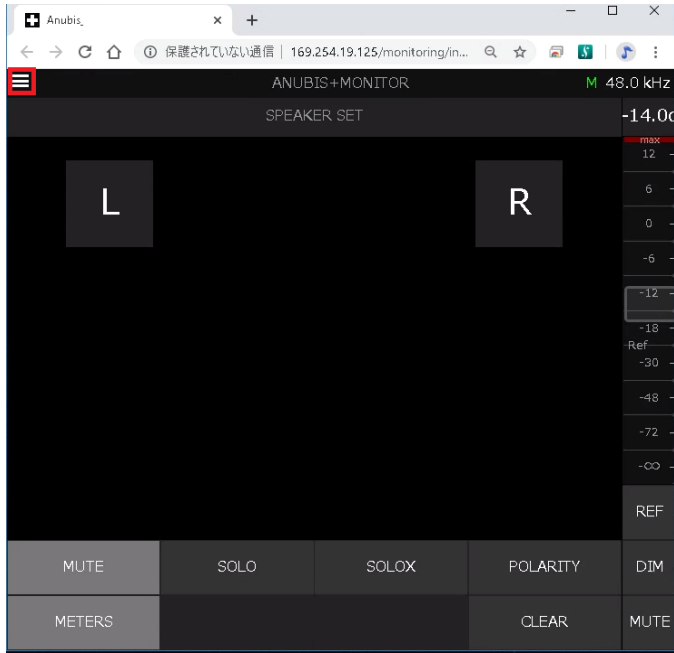 Anubis_
保護されていない通信 | 169.254.19.125/monitoring/in...
ANUBIS+MONITOR
M 48.0 kHz
SPEAKER SET
-14.0
max
12
6
0
-6
-12
-18
Ref
-30
-48
-72
-∞
L
R
REF
MUTE SOLO SOLOX POLARITY DIM
METERS CLEAR MUTE